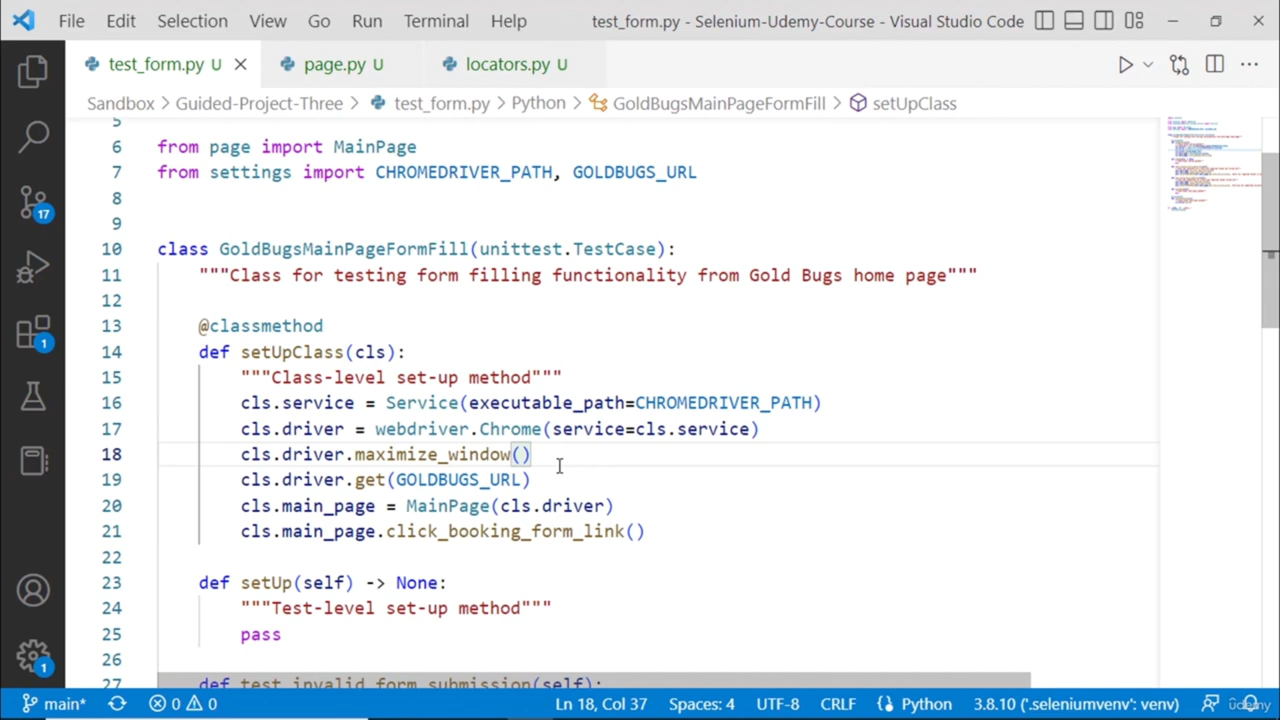 File Edit Selection View Go Run Terminal Help test_form.py - Selenium-Udemy-Course - Visual Studio Code
test_form.py U page.py U locators.py U
Sandbox > Guided-Project-Three > test_form.py > Python > GoldBugsMainPageFormFill > setUpClass
5
6 from page import MainPage
7 from settings import CHROMEDRIVER_PATH, GOLDBUGS_URL
8
9
10 class GoldBugsMainPageFormFill(unittest.TestCase):
11 """Class for testing form filling functionality from Gold Bugs home page"""
12
13 @classmethod
14 def setUpClass(cls):
15 """Class-level set-up method"""
16 cls.service = Service(executable_path=CHROMEDRIVER_PATH)
17 cls.driver = webdriver.Chrome(service=cls.service)
18 cls.driver.maximize_window()
19 cls.driver.get(GOLDBUGS_URL)
20 cls.main_page = MainPage(cls.driver)
21 cls.main_page.click_booking_form_link()
22
23 def setUp(self) -> None:
24 """Test-level set-up method"""
25 pass
26
27 def test_invalid_form_submission(self):
17
1
1
main* 0 0 Ln 18, Col 37 Spaces: 4 UTF-8 CRLF Python 3.8.10 ('.seleniumvenv': venv)
udemy